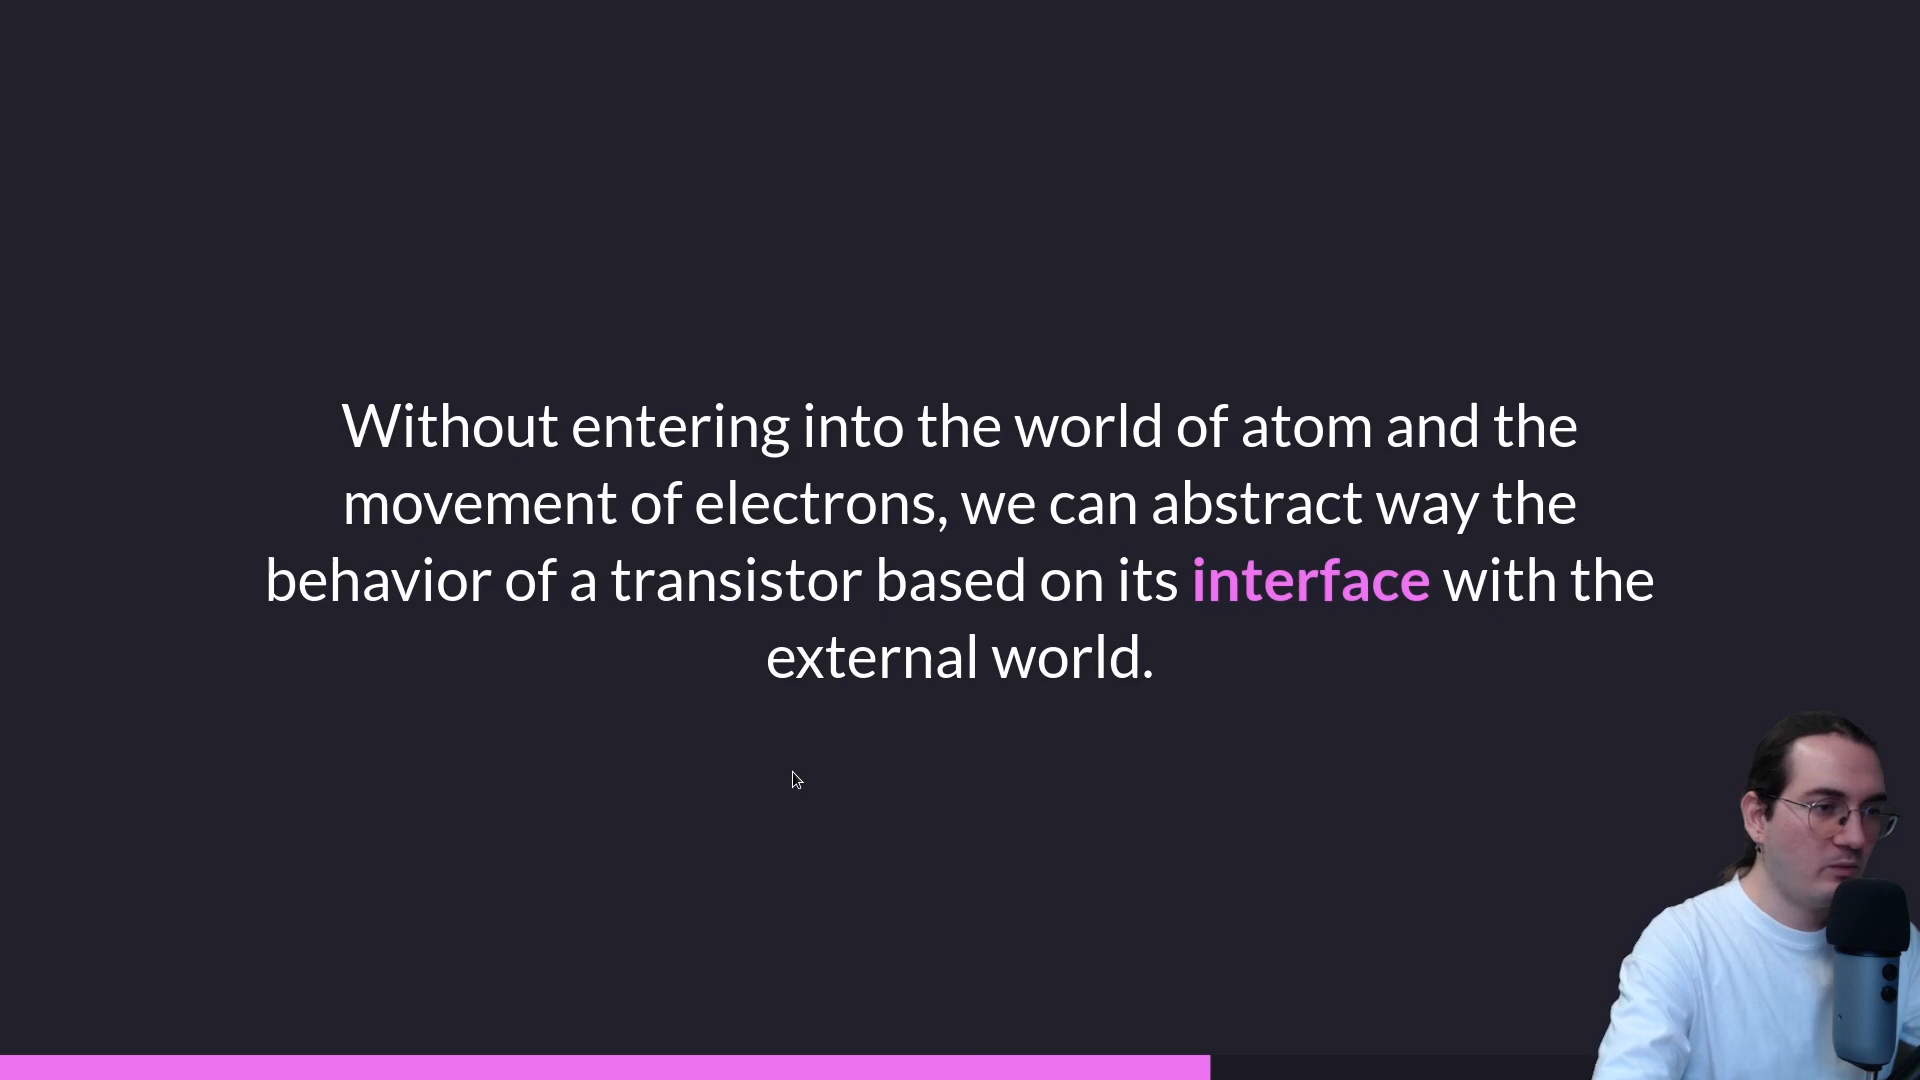 Without entering into the world of atom and the
movement of electrons, we can abstract way the
behavior of a transistor based on its interface with the
external world.